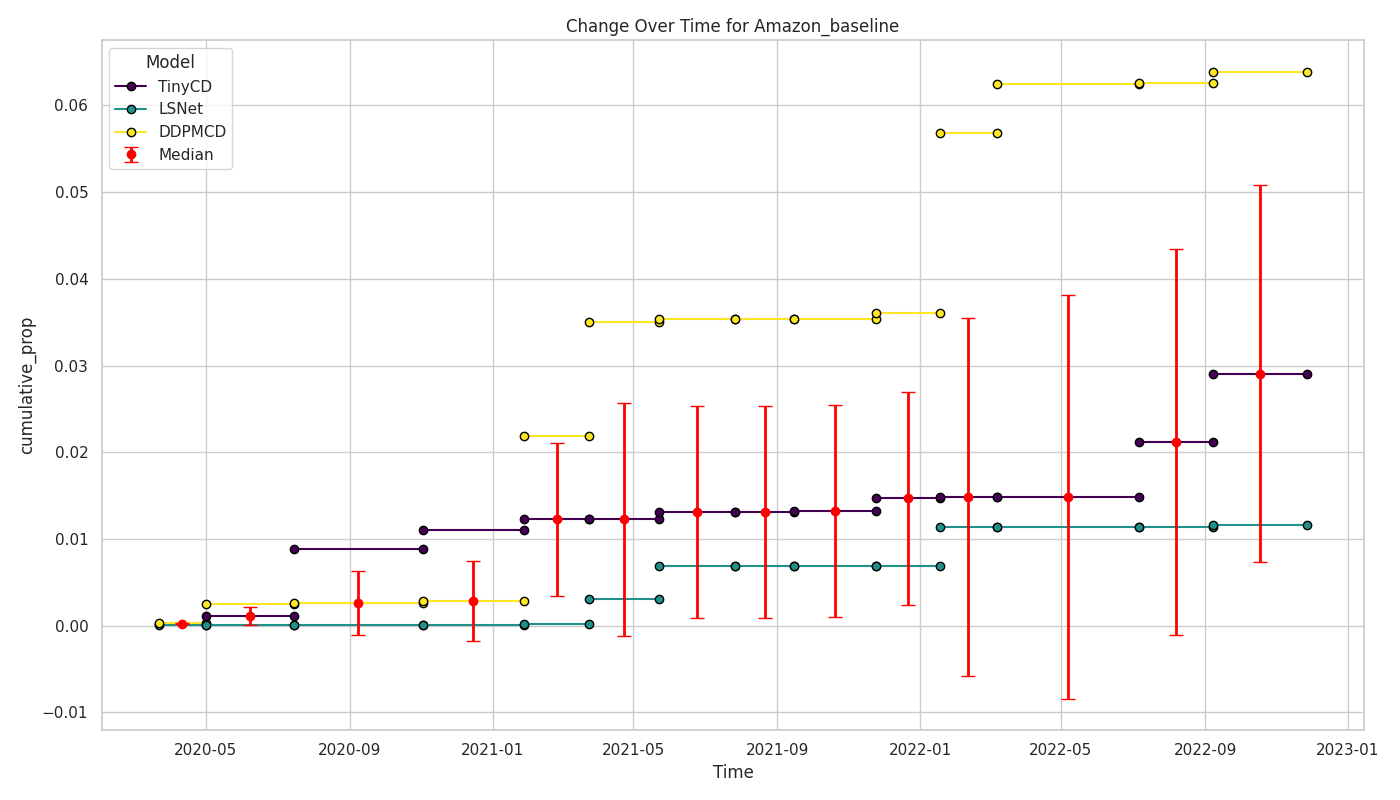 Change Over Time for Amazon_baseline
Model
TinyCD
LSNet
DDPMCD
Median
cumulative_prop
0.06
0.05
0.04
0.03
0.02
0.01
0.00
−0.01
2020-05
2020-09
2021-01
2021-05
2021-09
2022-01
2022-05
2022-09
2023-01
Time